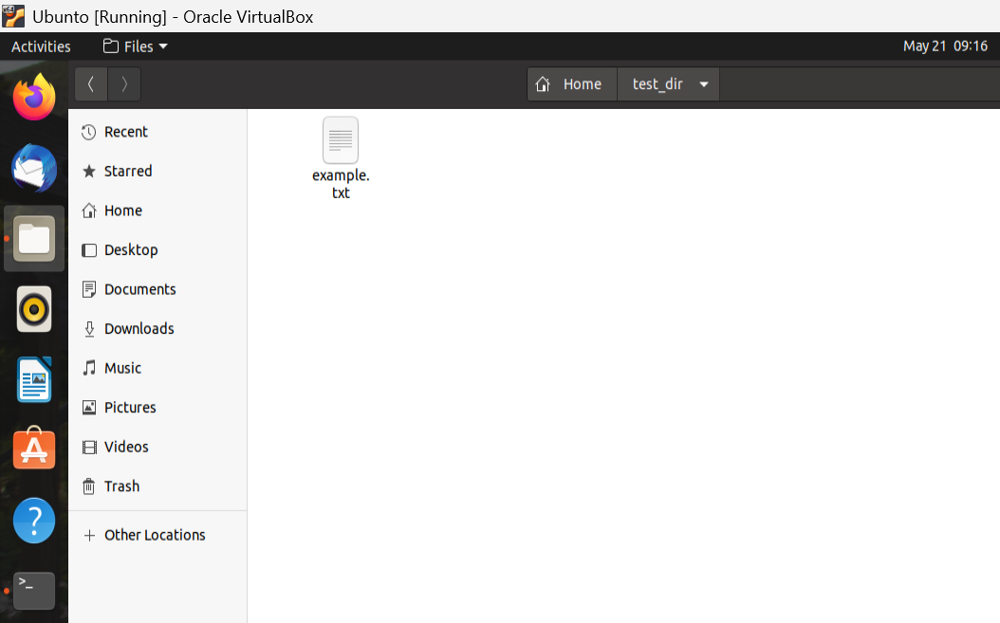 Ubunto [Running] - Oracle VirtualBox
Activities Files May 21 09:16
Home test_dir
Recent
Starred
Home
Desktop
Documents
Downloads
Music
Pictures
Videos
Trash
Other Locations
example.
txt